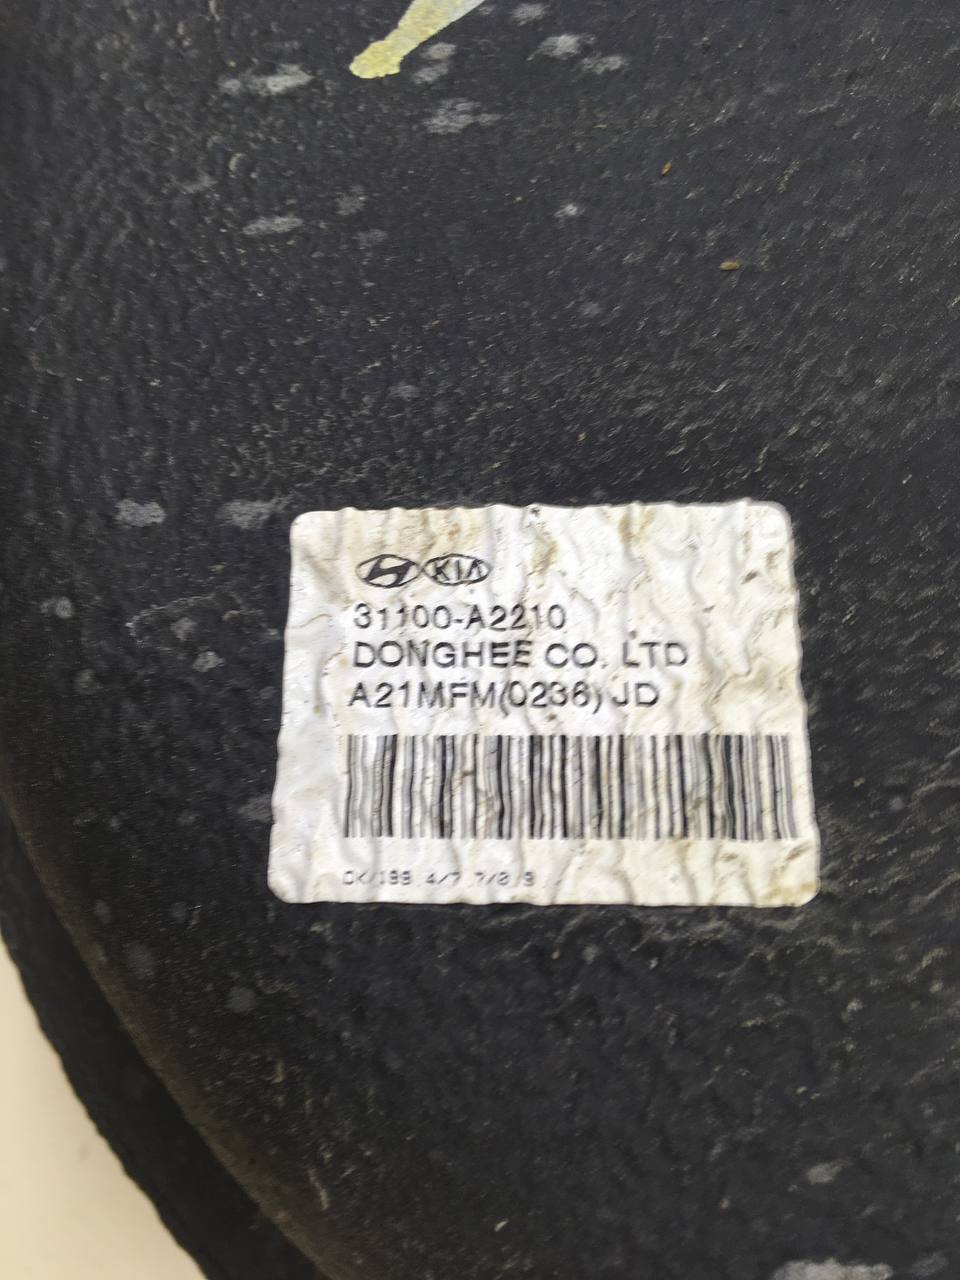 KIA
31100-A2210
DONGHEE CO. LTD
A21MFM(0236) JD